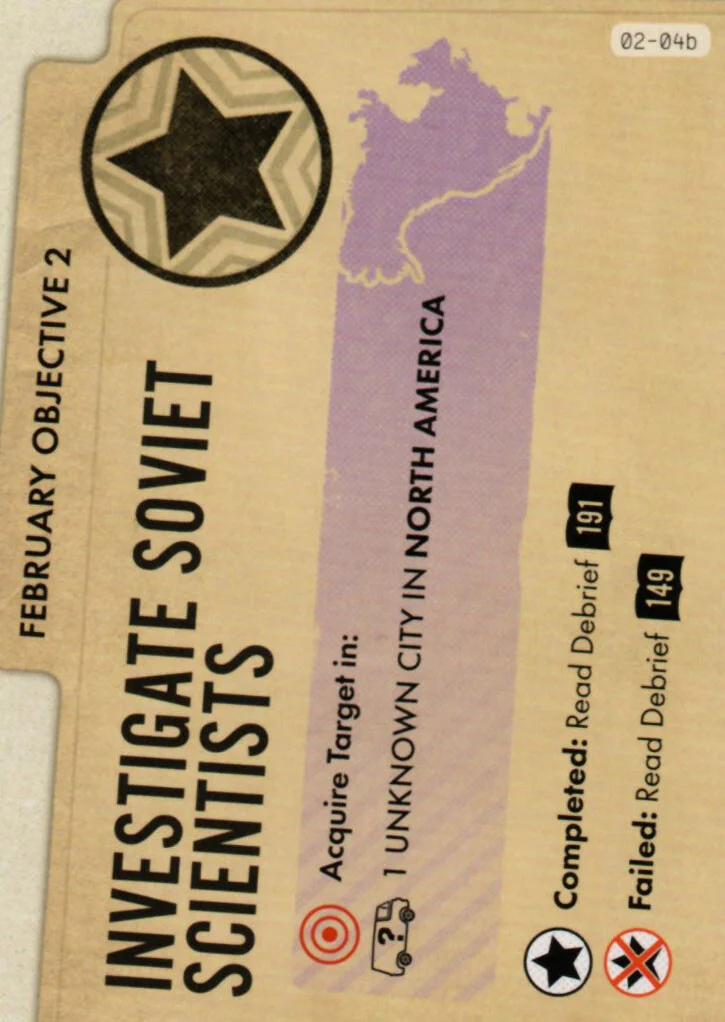 02-04b
FEBRUARY OBJECTIVE 2
INVESTIGATE SOVIET
SCIENTISTS
Acquire Target in:
? 1 UNKNOWN CITY IN NORTH AMERICA
Completed: Read Debrief 191
Failed: Read Debrief 149